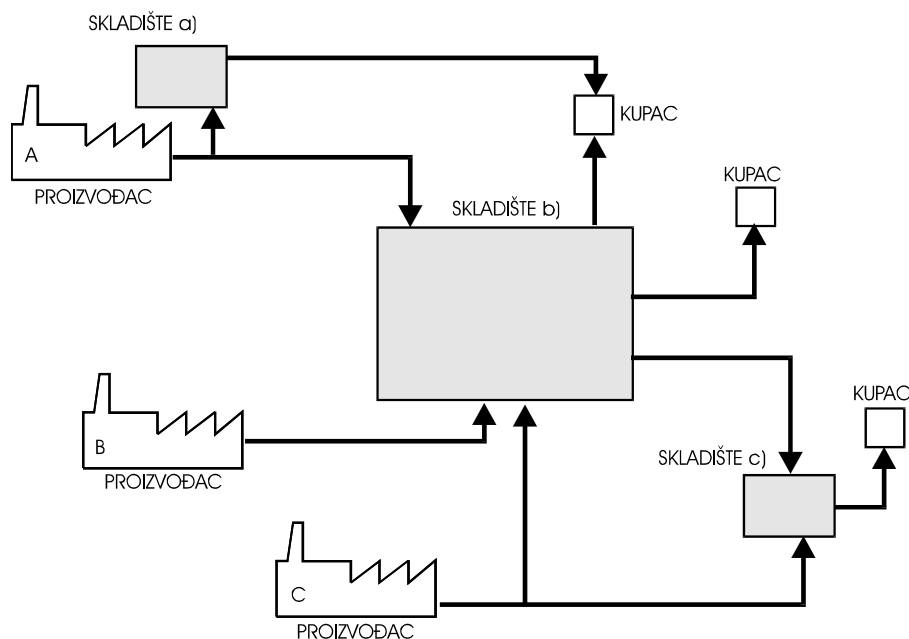 SKLADIŠTE a)
KUPAC
A
PROIZVOĐAC
KUPAC
SKLADIŠTE b)
KUPAC
B
PROIZVOĐAC
SKLADIŠTE c)
C
PROIZVOĐAC